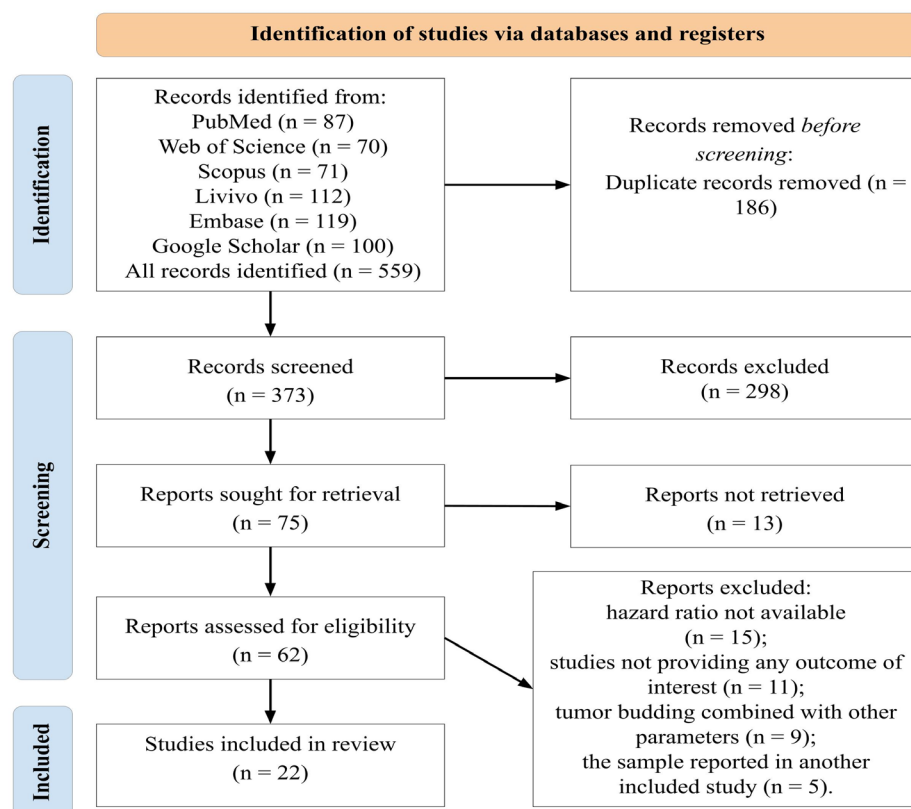 Identification of studies via databases and registers
Identification
Records identified from:
PubMed (n = 87)
Web of Science (n = 70)
Scopus (n = 71)
Livivo (n = 112)
Embase (n = 119)
Google Scholar (n = 100)
All records identified (n = 559)
Records removed before
screening:
Duplicate records removed (n =
186)
Screening
Records screened
(n = 373)
Records excluded
(n = 298)
Reports sought for retrieval
(n = 75)
Reports not retrieved
(n = 13)
Reports assessed for eligibility
(n = 62)
Reports excluded:
hazard ratio not available
(n = 15);
studies not providing any outcome of
interest (n = 11);
tumor budding combined with other
parameters (n = 9);
the sample reported in another
included study (n = 5).
Included
Studies included in review
(n = 22)